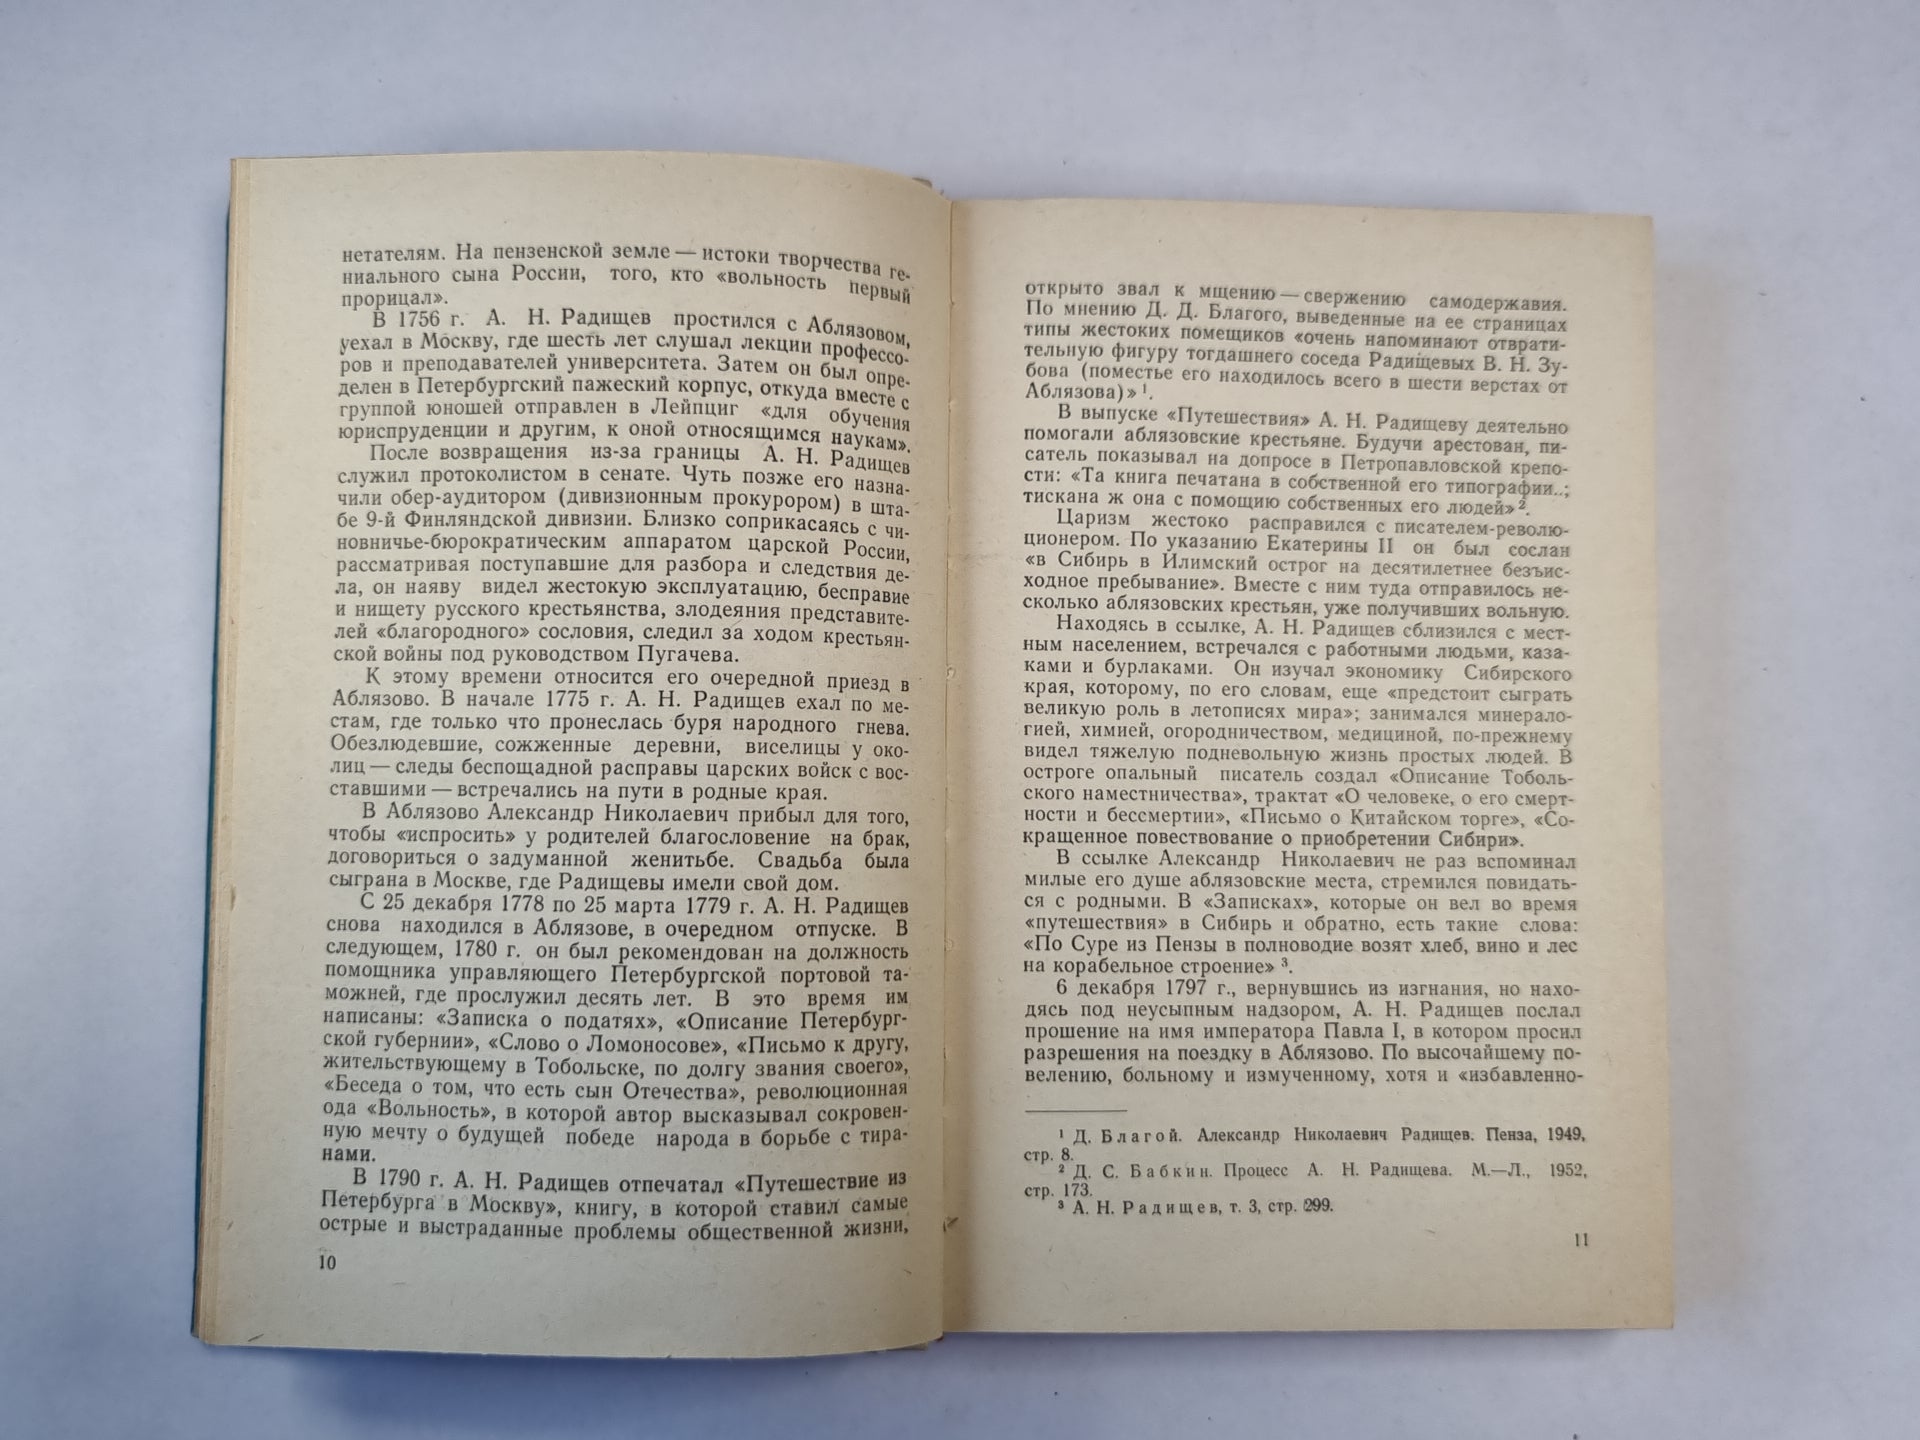 нетателям. На пензенской земле — истоки творчества ге-
ниального сына России, того, кто «вольность первый
прорицал».
В 1756 г. А. Н. Радищев простился с Аблязовом,
уехал в Москву, где шесть лет слушал лекции профессо-
ров и преподавателей университета. Затем он был опре-
делен в Петербургский пажеский корпус, откуда вместе с
группой юношей отправлен в Лейпциг «для обучения
юриспруденции и другим, к оной относящимся наукам».
После возвращения из-за границы А. Н. Радищев
служил протоколистом в сенате. Чуть позже его назна-
чили обер-аудитором (дивизионным прокурором) в шта-
бе 9-й Финляндской дивизии. Близко соприкасаясь с чи-
новничье-бюрократическим аппаратом царской России,
рассматривая поступавшие для разбора и следствия де-
ла, он наяву видел жестокую эксплуатацию, бесправие
и нищету русского крестьянства, злодеяния представите-
лей «благородного» сословия, следил за ходом крестьян-
ской войны под руководством Пугачева.
К этому времени относится его очередной приезд в
Аблязово. В начале 1775 г. А. Н. Радищев ехал по ме-
стам, где только что пронеслась буря народного гнева.
Обезлюдевшие, сожженные деревни, виселицы у око-
лиц — следы беспощадной расправы царских войск с вос-
ставшими — встречались на пути в родные края.
В Аблязово Александр Николаевич прибыл для того,
чтобы «испросить» у родителей благословение на брак,
договориться о задуманной женитьбе. Свадьба была
сыграна в Москве, где Радищевы имели свой дом.
С 25 декабря 1778 по 25 марта 1779 г. А. Н. Радищев
снова находился в Аблязове, в очередном отпуске. В
следующем, 1780 г. он был рекомендован на должность
помощника управляющего Петербургской портовой та-
можней, где прослужил десять лет. В это время им
написаны: «Записка о податях», «Описание Петербург-
ской губернии», «Слово о Ломоносове», «Письмо к другу,
жительствующему в Тобольске, по долгу звания своего»,
«Беседа о том, что есть сын Отечества», революционная
ода «Вольность», в которой автор высказывал сокровен-
ную мечту о будущей победе народа в борьбе с тира-
нами.
В 1790 г. А. Н. Радищев отпечатал «Путешествие из
Петербурга в Москву», книгу, в которой ставил самые
острые и выстраданные проблемы общественной жизни,
10
открыто звал к мщению — свержению самодержавия.
По мнению Д. Д. Благого, выведенные на ее страницах
типы жестоких помещиков «очень напоминают отврати-
тельную фигуру тогдашнего соседа Радищевых В. Н. Зу-
бова (поместье его находилось всего в шести верстах от
Аблязова)» ¹.
В выпуске «Путешествия» А. Н. Радищеву деятельно
помогали аблязовские крестьяне. Будучи арестован, пи-
сатель показывал на допросе в Петропавловской крепо-
сти: «Та книга печатана в собственной его типографии..;
тискана ж она с помощию собственных его людей» ².
Царизм жестоко расправился с писателем-револю-
ционером. По указанию Екатерины II он был сослан
«в Сибирь в Илимский острог на десятилетнее безъис-
ходное пребывание». Вместе с ним туда отправилось не-
сколько аблязовских крестьян, уже получивших вольную.
Находясь в ссылке, А. Н. Радищев сблизился с мест-
ным населением, встречался с работными людьми, каза-
ками и бурлаками. Он изучал экономику Сибирского
края, которому, по его словам, еще «предстоит сыграть
великую роль в летописях мира»; занимался минерало-
гией, химией, огородничеством, медициной, по-прежнему
видел тяжелую подневольную жизнь простых людей. В
остроге опальный писатель создал «Описание Тоболь-
ского наместничества», трактат «О человеке, о его смерт-
ности и бессмертии», «Письмо о Китайском торге», «Со-
кращенное повествование о приобретении Сибири».
В ссылке Александр Николаевич не раз вспоминал
милые его душе аблязовские места, стремился повидать-
ся с родными. В «Записках», которые он вел во время
«путешествия» в Сибирь и обратно, есть такие слова:
«По Суре из Пензы в полноводие возят хлеб, вино и лес
на корабельное строение» ³.
6 декабря 1797 г., вернувшись из изгнания, но нахо-
дясь под неусыпным надзором, А. Н. Радищев послал
прошение на имя императора Павла I, в котором просил
разрешения на поездку в Аблязово. По высочайшему по-
велению, больному и измученному, хотя и «избавленно-
¹ Д. Благой. Александр Николаевич Радищев. Пенза, 1949,
стр. 8.
² Д. С. Бабкин. Процесс А. Н. Радищева. М.—Л., 1952,
стр. 173.
³ А. Н. Радищев, т. 3, стр. 299.
11